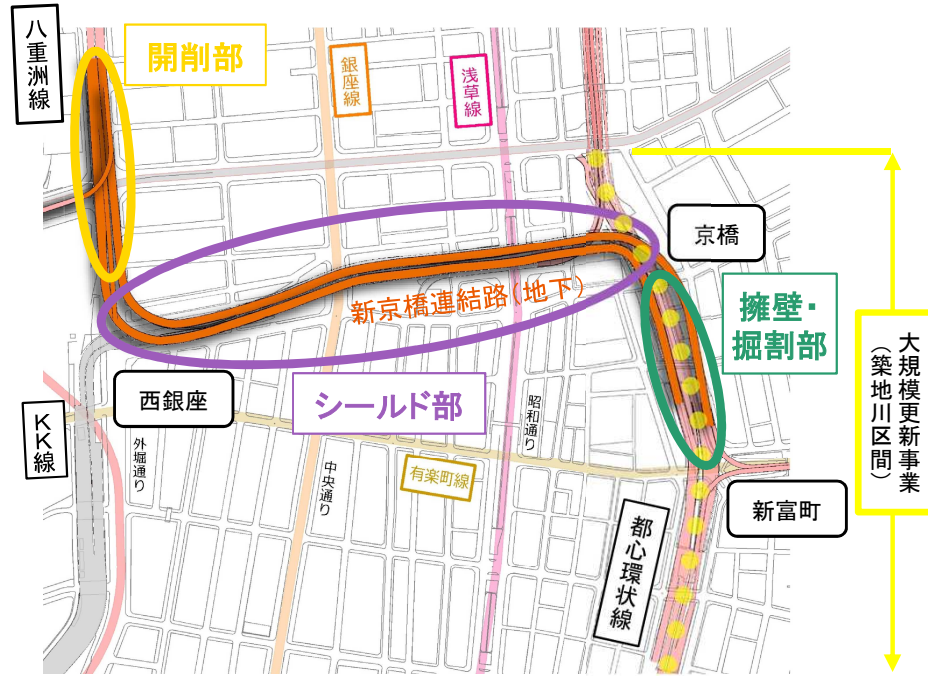 八重洲線
開削部
銀座線
浅草線
京橋
新京橋連結路(地下)
擁壁・
掘割部
大規模更新事業
(築地川区間)
西銀座
シールド部
昭和通り
KK線
外堀通り
中央通り
有楽町線
新富町
都心環状線